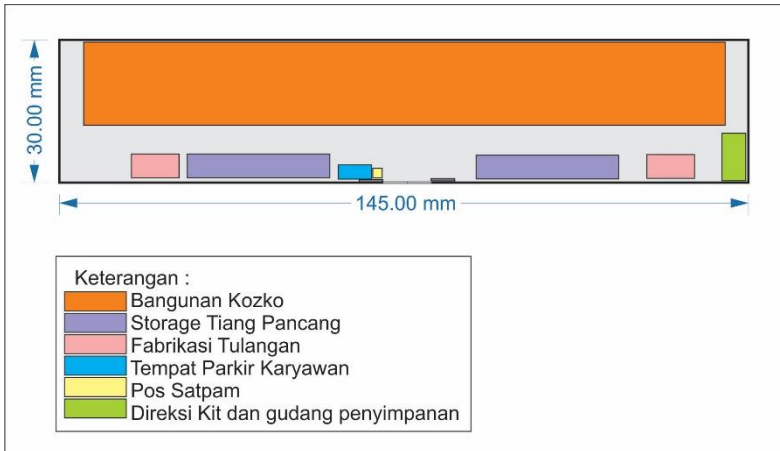 30.00 mm
145.00 mm
Keterangan :
Bangunan Kozko
Storage Tiang Pancang
Fabrikasi Tulangan
Tempat Parkir Karyawan
Pos Satpam
Direksi Kit dan gudang penyimpanan